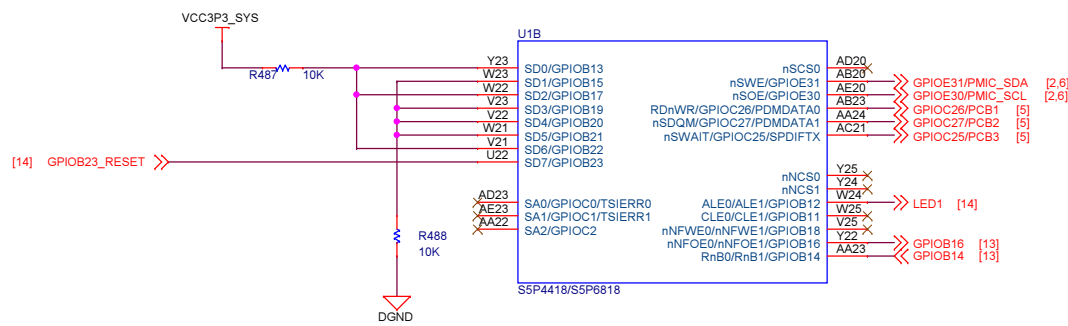 VCC3P3_SYS
R487
10K
[14] GPIOB23_RESET
R488
10K
DGND
U1B
Y23 SD0/GPIOB13
W23 SD1/GPIOB15
W22 SD2/GPIOB17
V23 SD3/GPIOB19
V22 SD4/GPIOB20
W21 SD5/GPIOB21
V21 SD6/GPIOB22
U22 SD7/GPIOB23
AD23 SA0/GPIOC0/TSIERR0
AE23 SA1/GPIOC1/TSIERR1
AA22 SA2/GPIOC2
nSCS0 AD20
nSWE/GPIOE31 AB20 GPIOE31/PMIC_SDA [2,6]
nSOE/GPIOE30 AE20 GPIOE30/PMIC_SCL [2,6]
RDnWR/GPIOC26/PDMDATA0 AB23 GPIOC26/PCB1 [5]
nSDQM/GPIOC27/PDMDATA1 AA24 GPIOC27/PCB2 [5]
nSWAIT/GPIOC25/SPDIFTX AC21 GPIOC25/PCB3 [5]
nNCS0 Y25
nNCS1 Y24
ALE0/ALE1/GPIOB12 W24 LED1 [14]
CLE0/CLE1/GPIOB11 W25
nNFWE0/nNFWE1/GPIOB18 V25
nNFOE0/nNFOE1/GPIOB16 Y22 GPIOB16 [13]
RnB0/RnB1/GPIOB14 AA23 GPIOB14 [13]
S5P4418/S5P6818